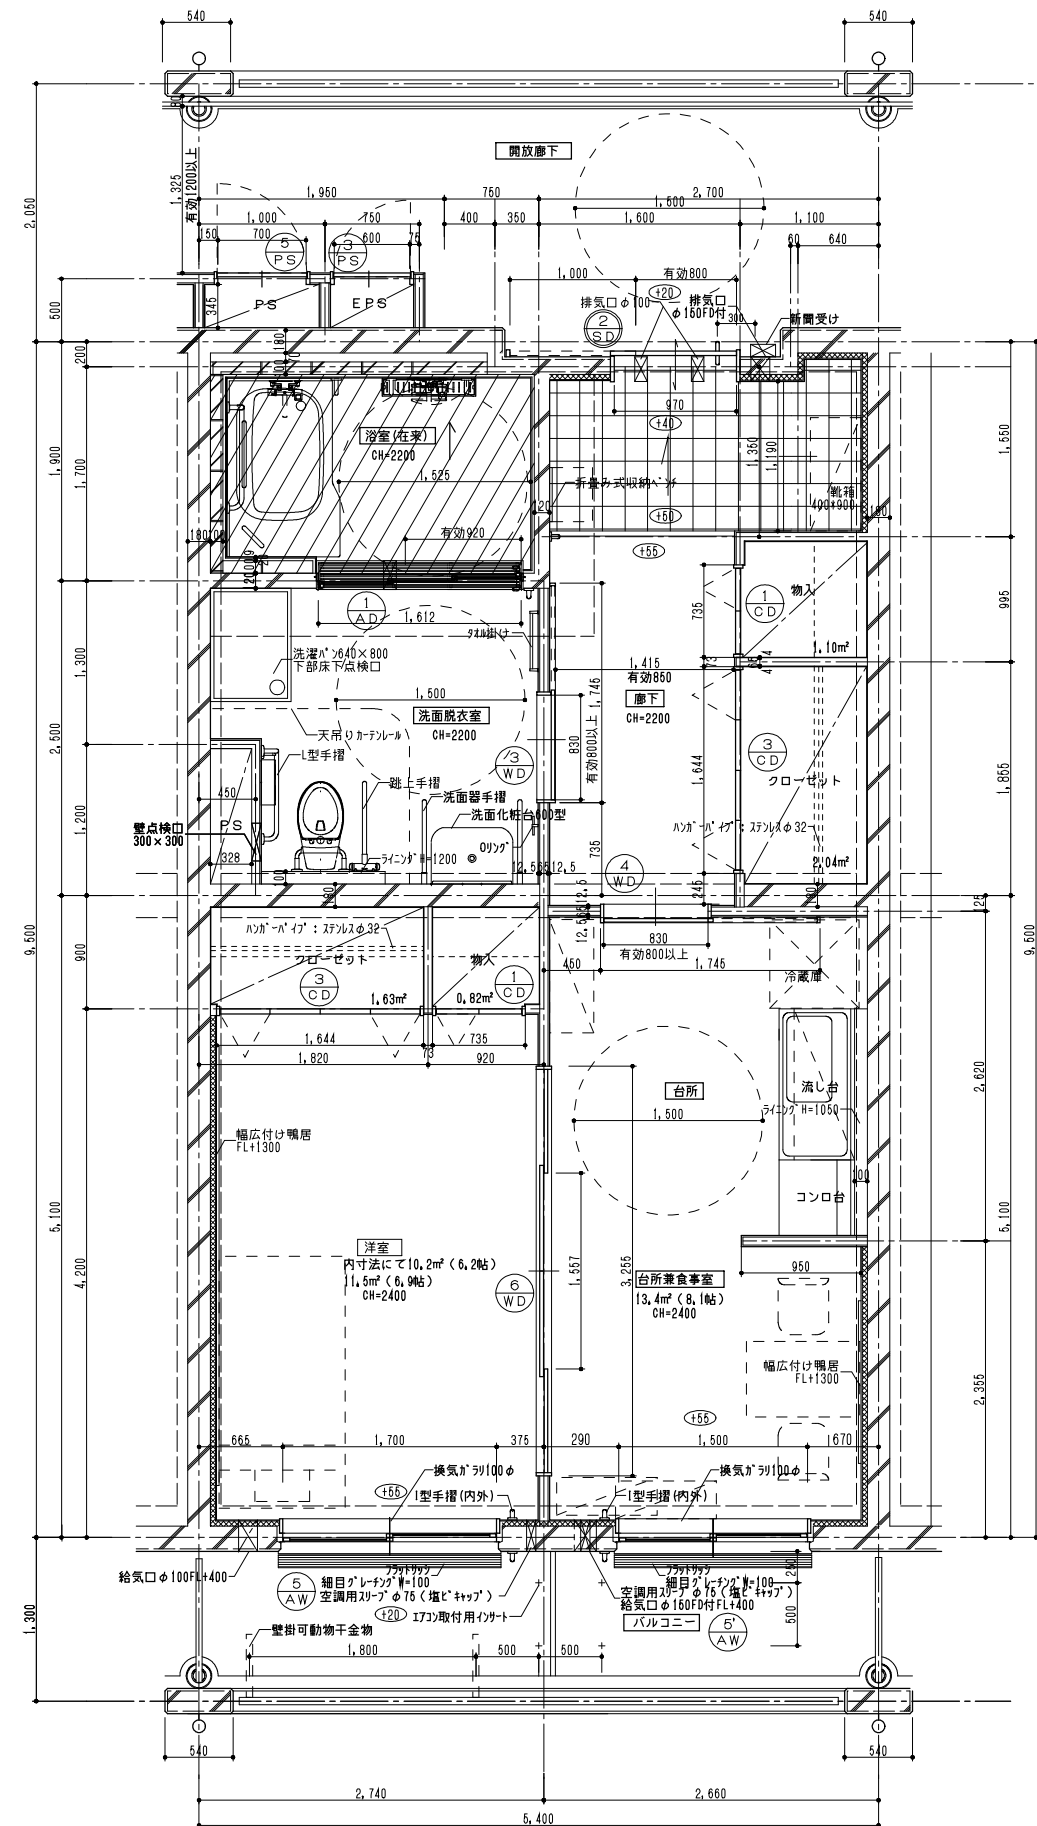 540
540
80
開放廊下
1,325
有効1200以上
2,050
1,950
750
2,700
1,500
1,000
750
400
350
1,600
1,100
150
700
600
75
60
640
5
PS
3
PS
1,000
有効800
+20
排気口φ100
排気口
φ150FD付
300
新聞受け
PS
EPS
345
500
2
SD
200
180
970
浴室(在来)
CH=2200
+40
1,350
1,190
1,550
1,900
1,700
1,525
折畳み式収納ベンチ
靴箱
400*900
120
+50
180
有効920
+55
1
AD
1,612
タオル掛け
735
1
CD
物入
1.10m²
995
洗濯パン640×800
下部床下点検口
1,300
1,415
有効850
1,745
1,500
洗面脱衣室
CH=2200
廊下
CH=2200
天吊りカーテンレール
2,500
L型手摺
3
WD
830
有効800以上
3
CD
クローゼット
1,644
1,855
跳上手摺
洗面器手摺
洗面化粧台600型
450
PS
壁点検口
300×300
Oリング
1,200
328
ライニングH=1200
735
ハンガーパイプ:ステンレスφ32
2.04m²
4
WD
245
100
180
12.5
65
12.5
180
125
ハンガーパイプ:ステンレスφ32
クローゼット
物入
830
有効800以上
450
1,745
冷蔵庫
9,500
9,500
900
3
CD
1.63m²
0.82m²
1
CD
1,644
735
1,820
73
920
台所
1,500
流し台
ライニングH=1050
2,620
幅広付け鴨居
FL+1300
100
コンロ台
5,100
5,100
4,200
洋室
内寸法にて10.2m²(6.2帖)
11.5m²(6.9帖)
CH=2400
6
WD
1,557
3,255
950
台所兼食事室
13.4m²(8.1帖)
CH=2400
幅広付け鴨居
FL+1300
2,355
+55
665
1,700
375
290
1,500
670
換気ガラリ100φ
換気ガラリ100φ
+55
I型手摺(内外)
I型手摺(内外)
給気口φ100FL+400
フラットサッシ
細目グレーチングW=100
空調用スリーブφ75(塩ビキャップ)
5
AW
+20
エアコン取付用インサート
フラットサッシ
細目グレーチングW=100
空調用スリーブφ75(塩ビキャップ)
給気口φ150FD付FL+400
250
500
バルコニー
5'
AW
1,300
壁掛可動物干金物
1,800
500
500
540
540
2,740
2,660
5,400